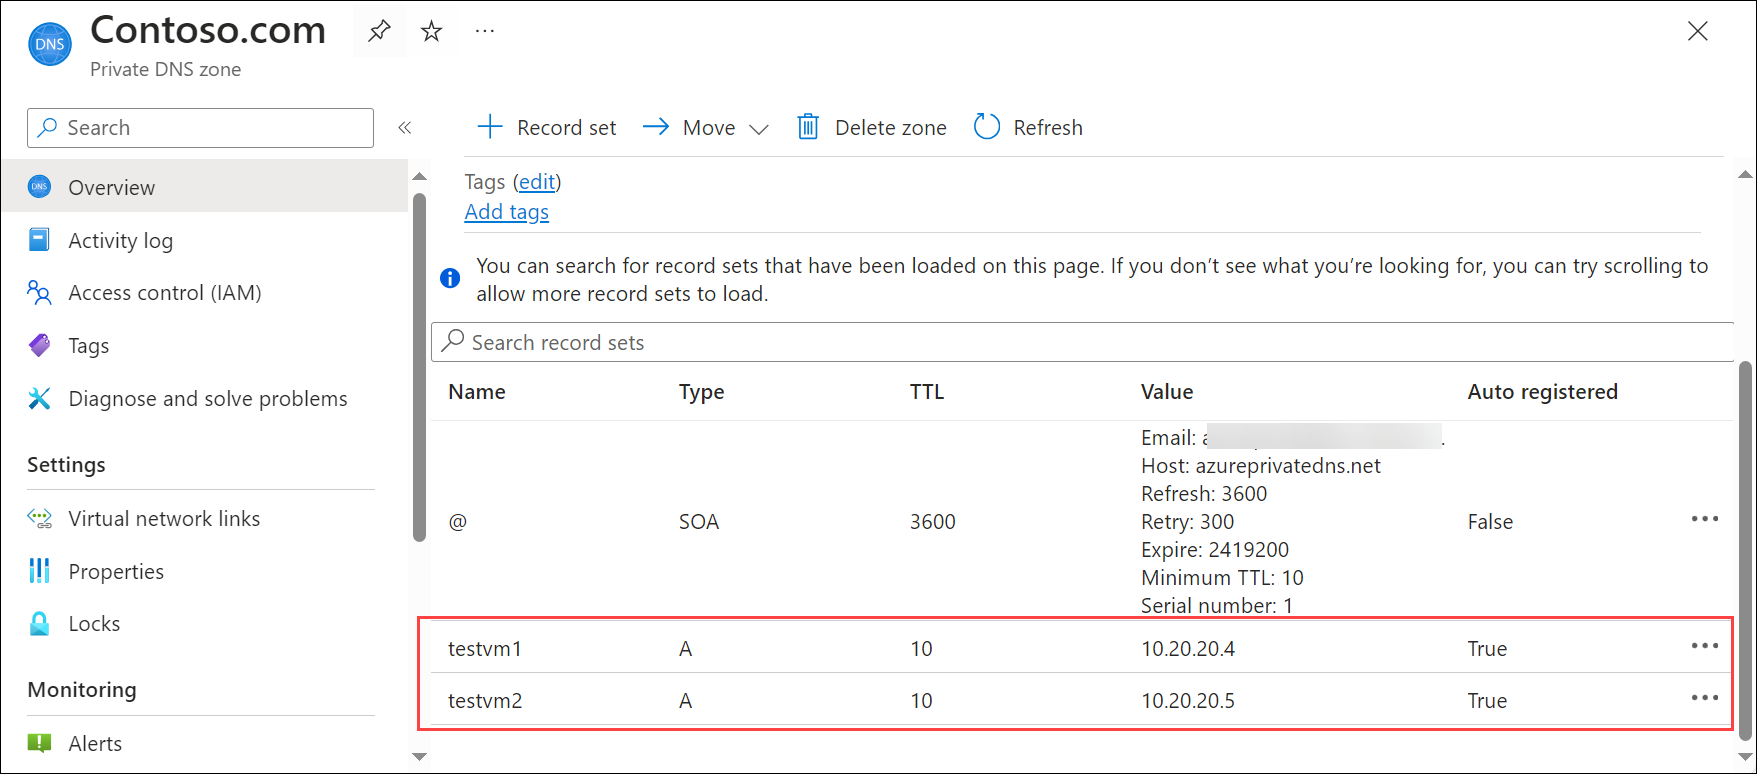 DNS
Contoso.com
Private DNS zone
Search
Record set
Move
Delete zone
Refresh
DNS
Overview
Activity log
Access control (IAM)
Tags
Diagnose and solve problems
Settings
Virtual network links
Properties
Locks
Monitoring
Alerts
Tags (edit)
Add tags
You can search for record sets that have been loaded on this page. If you don’t see what you’re looking for, you can try scrolling to
allow more record sets to load.
Search record sets
Name Type TTL Value Auto registered
Email:
Host: azureprivatedns.net
Refresh: 3600
Retry: 300
@ SOA 3600 False
Expire: 2419200
Minimum TTL: 10
Serial number: 1
testvm1 A 10 10.20.20.4 True
testvm2 A 10 10.20.20.5 True